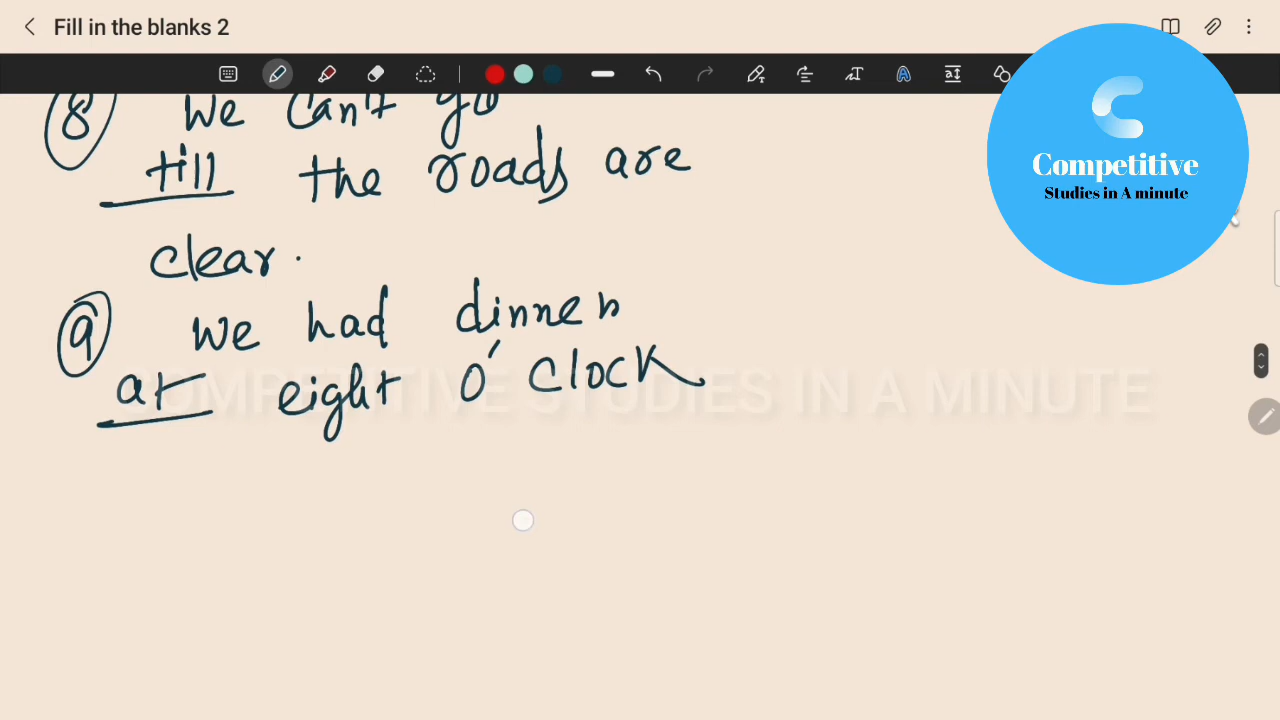 Fill in the blanks 2
Competitive
Studies in A minute
8 We can't go
till the roads are
clear.
9 We had dinner
at eight o'clock
COMPETITIVE STUDIES IN A MINUTE